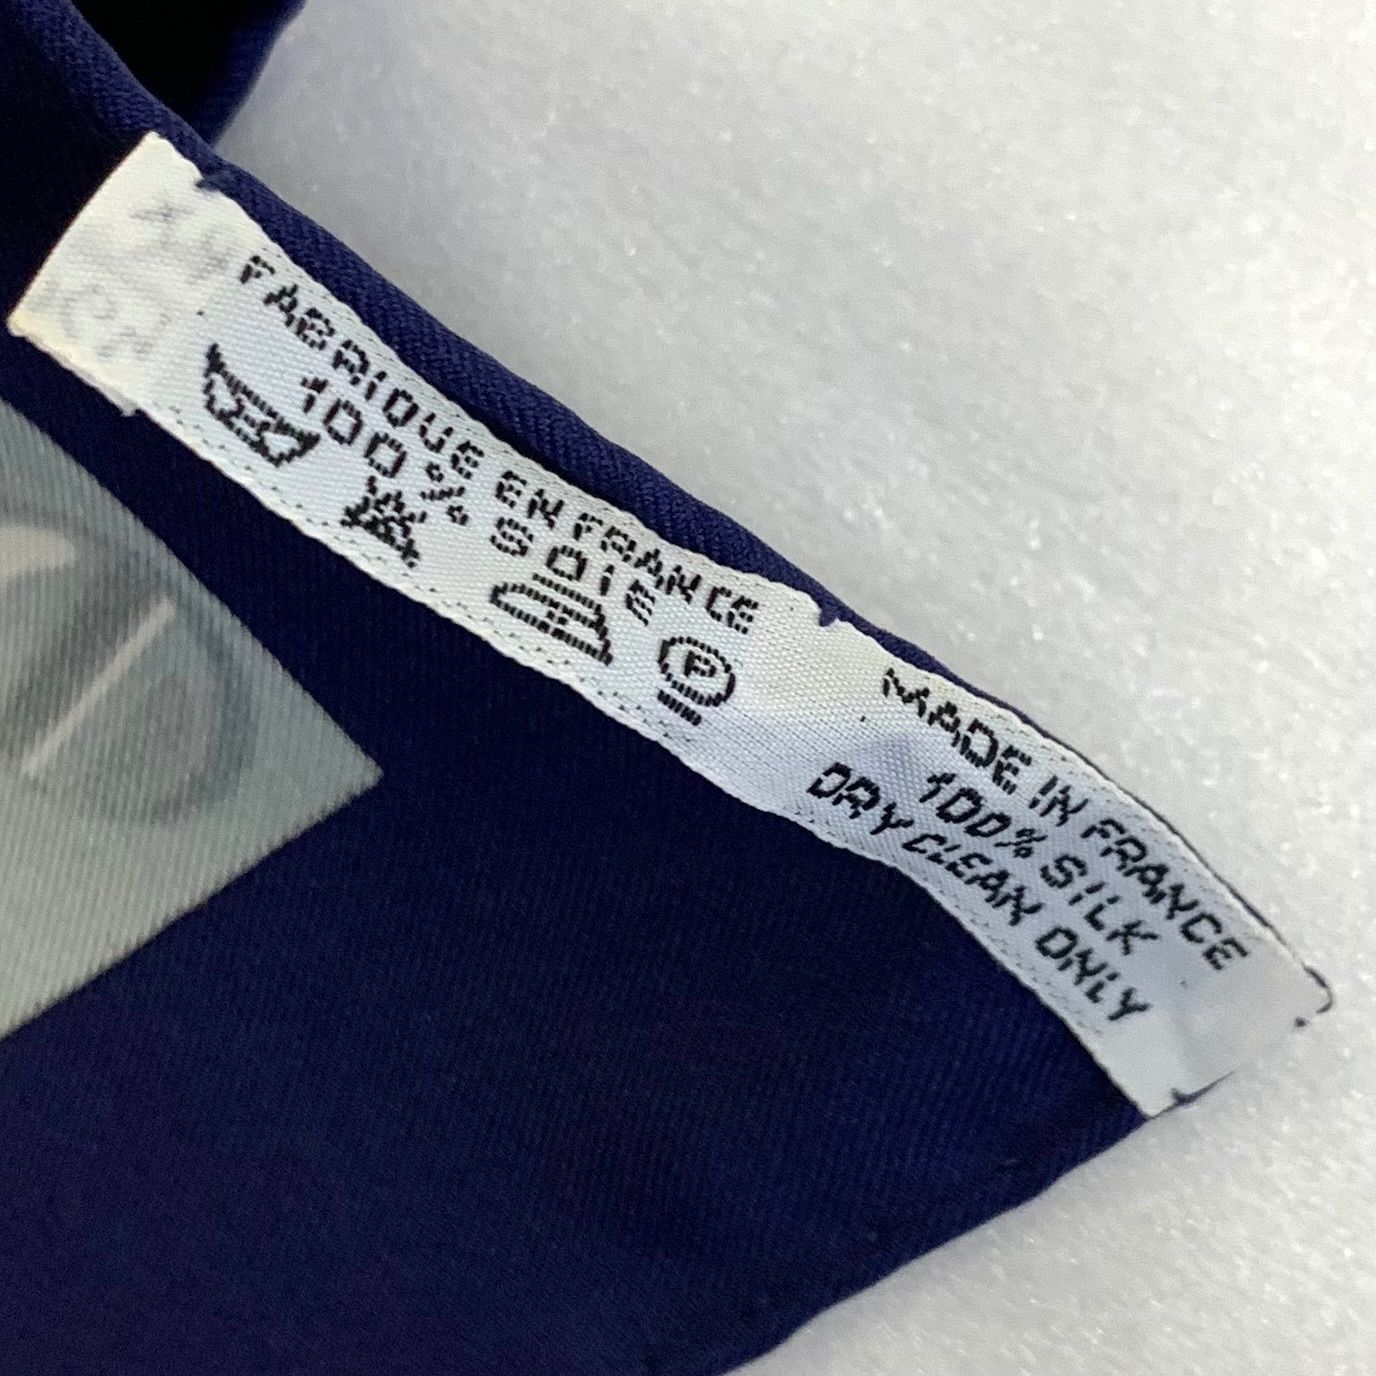 FABRIQUE EN FRANCE
100% SOIE
P
MADE IN FRANCE
100% SILK
DRY CLEAN ONLY